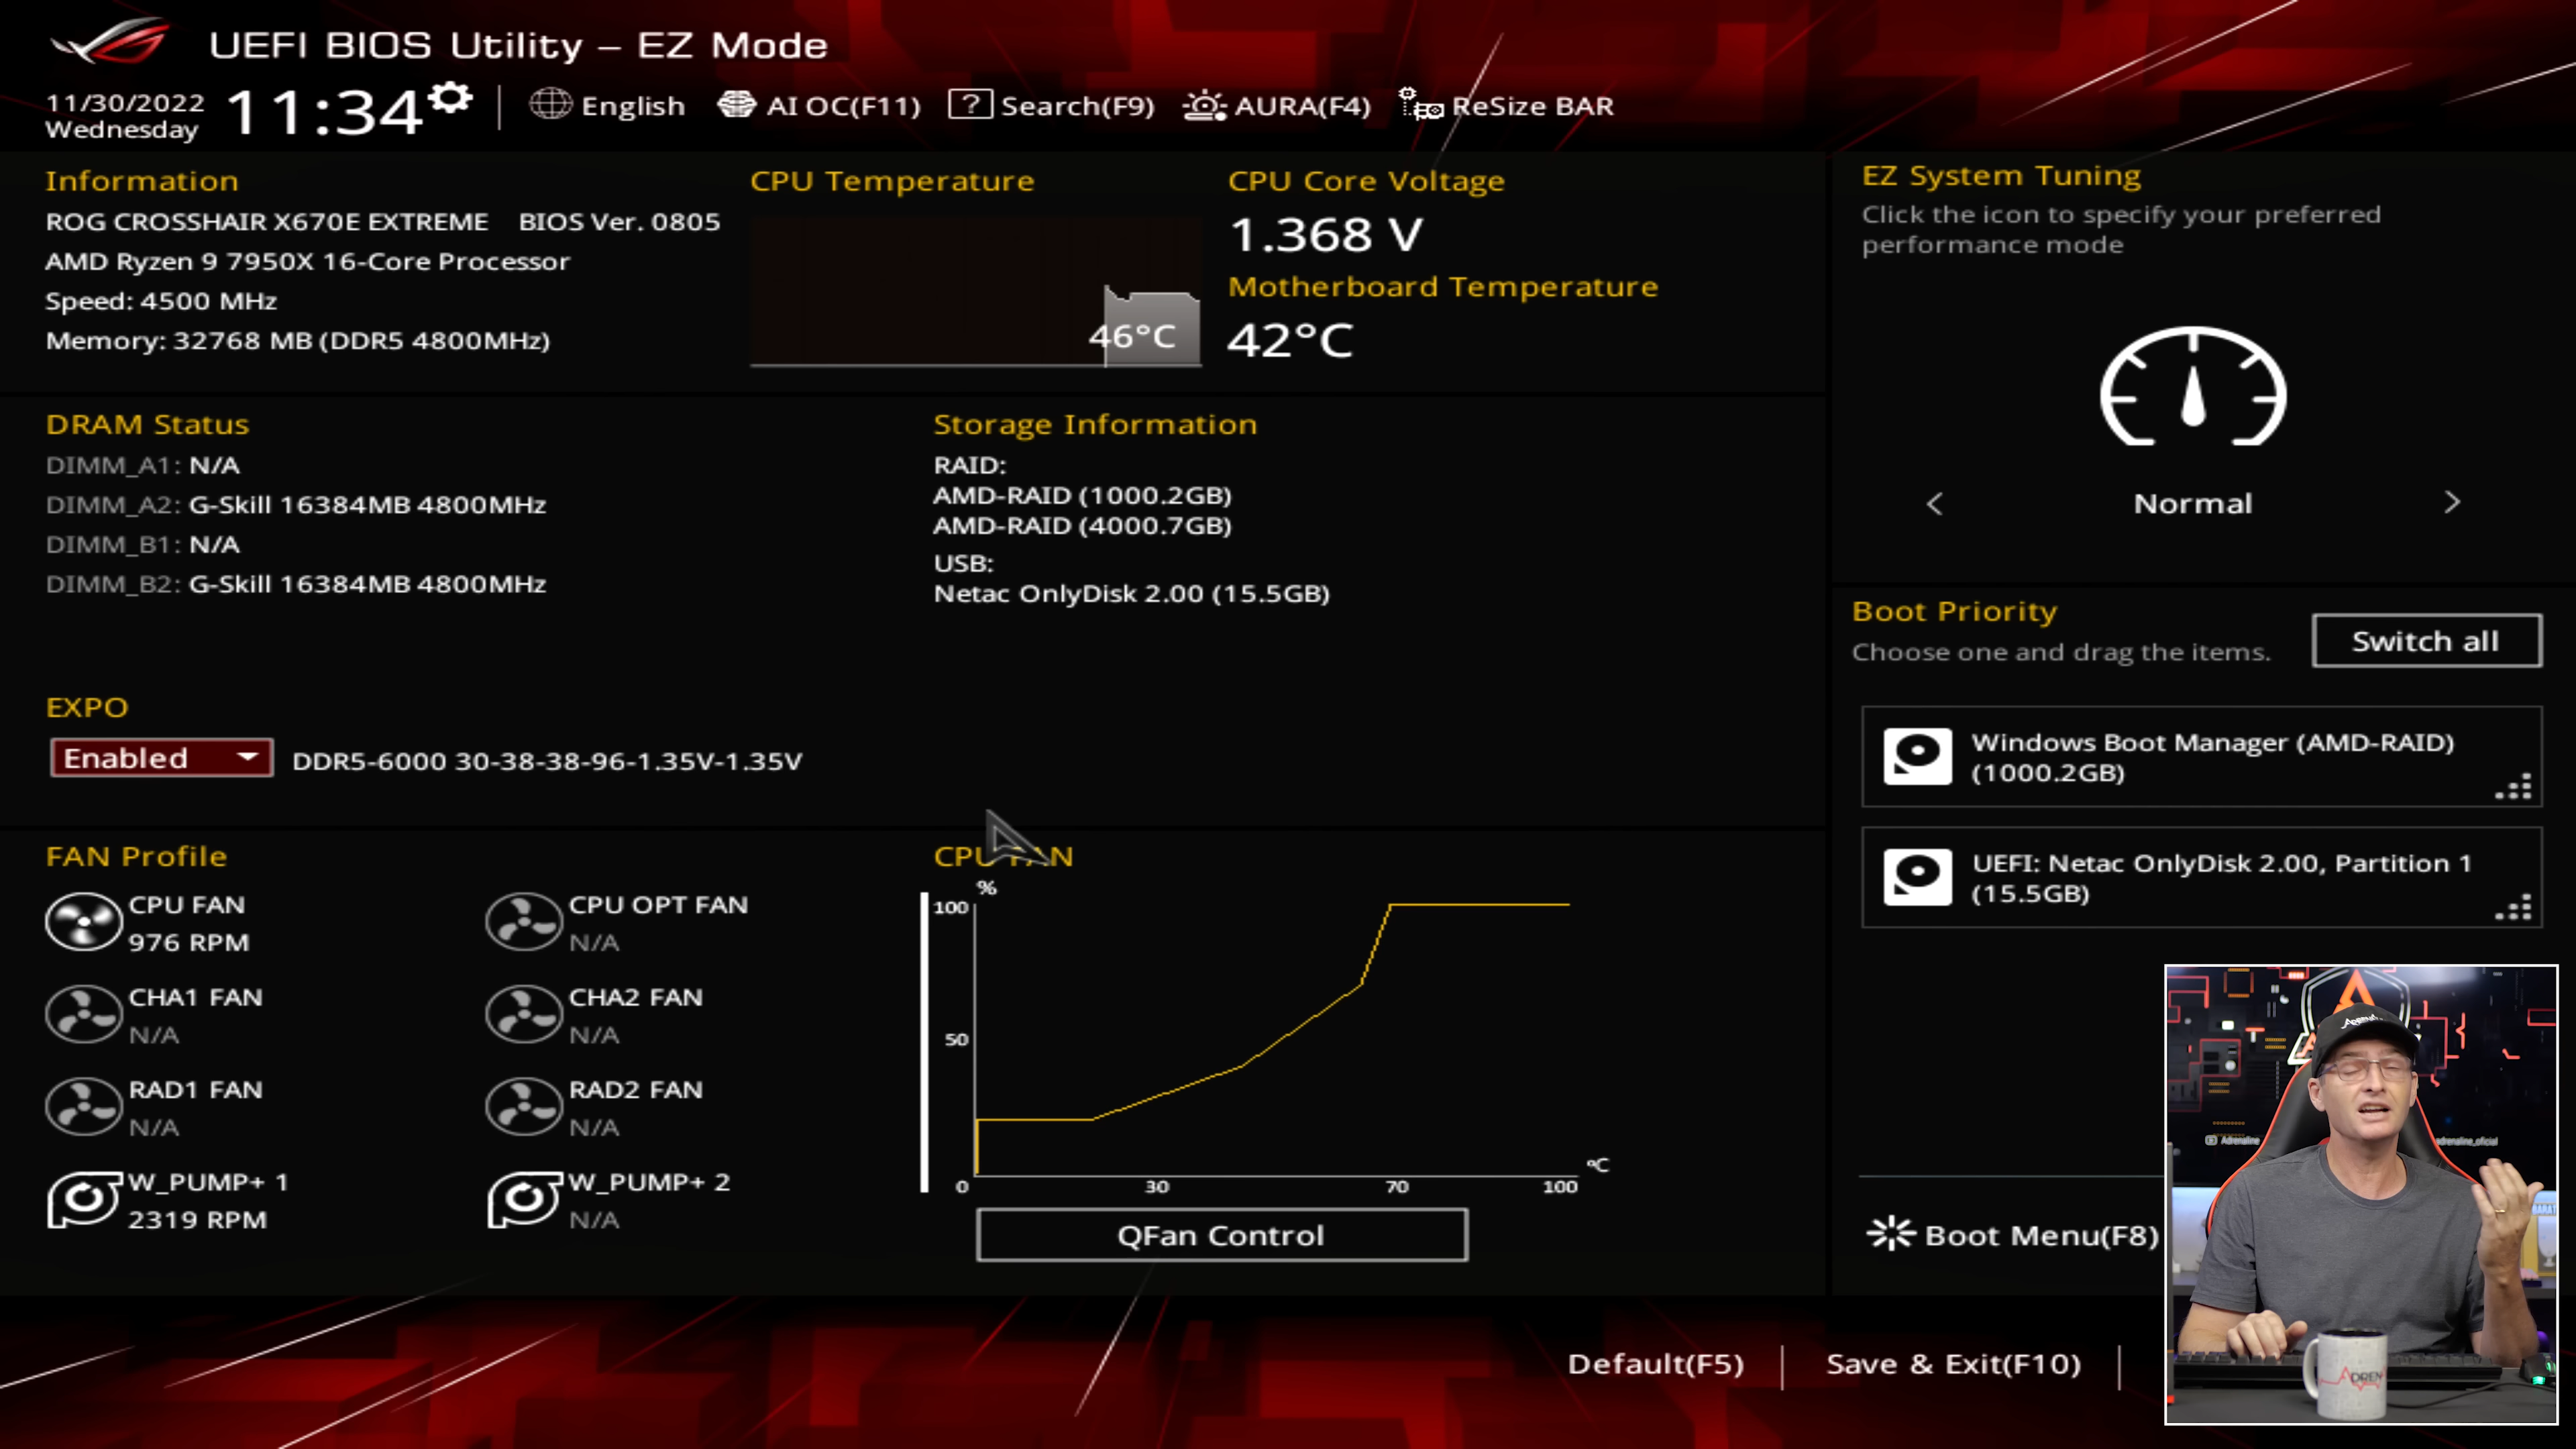 UEFI BIOS Utility – EZ Mode
11/30/2022
Wednesday
11:34
English
AI OC(F11)
Search(F9)
AURA(F4)
ReSize BAR
Information
ROG CROSSHAIR X670E EXTREME BIOS Ver. 0805
AMD Ryzen 9 7950X 16-Core Processor
Speed: 4500 MHz
Memory: 32768 MB (DDR5 4800MHz)
CPU Temperature
46°C
CPU Core Voltage
1.368 V
Motherboard Temperature
42°C
EZ System Tuning
Click the icon to specify your preferred
performance mode
Normal
DRAM Status
DIMM_A1: N/A
DIMM_A2: G-Skill 16384MB 4800MHz
DIMM_B1: N/A
DIMM_B2: G-Skill 16384MB 4800MHz
Storage Information
RAID:
AMD-RAID (1000.2GB)
AMD-RAID (4000.7GB)
USB:
Netac OnlyDisk 2.00 (15.5GB)
EXPO
Enabled
DDR5-6000 30-38-38-96-1.35V-1.35V
Boot Priority
Choose one and drag the items.
Switch all
Windows Boot Manager (AMD-RAID)
(1000.2GB)
UEFI: Netac OnlyDisk 2.00, Partition 1
(15.5GB)
FAN Profile
CPU FAN
976 RPM
CPU OPT FAN
N/A
CHA1 FAN
N/A
CHA2 FAN
N/A
RAD1 FAN
N/A
RAD2 FAN
N/A
W_PUMP+ 1
2319 RPM
W_PUMP+ 2
N/A
CPU FAN
%
100
50
0
30
70
100
°C
QFan Control
Boot Menu(F8)
Default(F5)
Save & Exit(F10)
Adrenaline
adrenaline_oficial